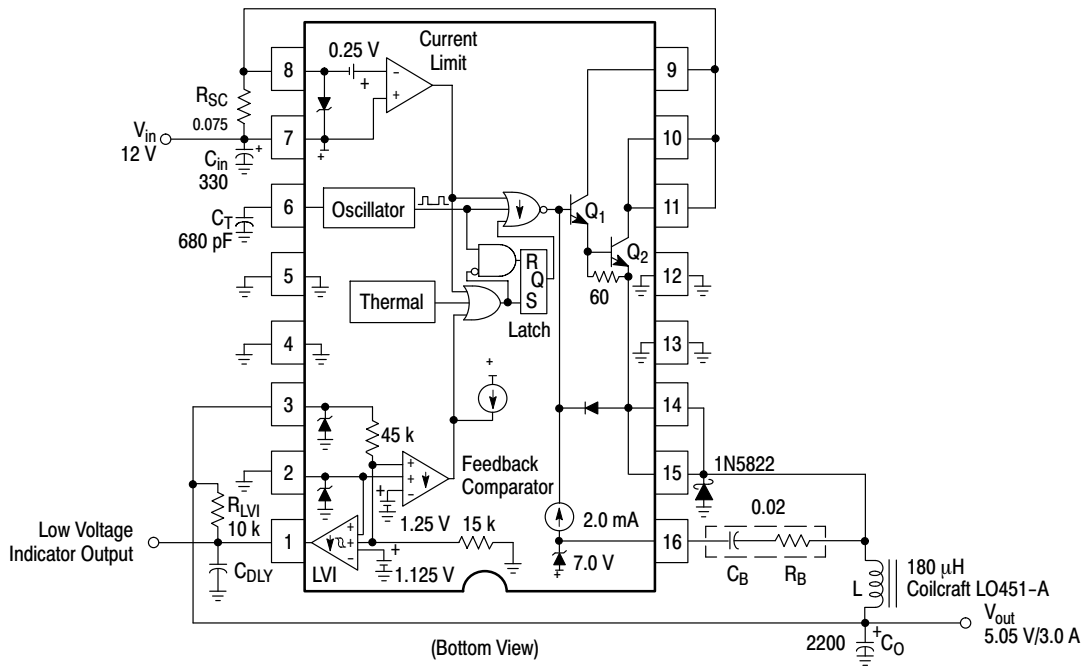 8
0.25 V
+
-
+
Current
Limit
9
RSC
0.075
Vin
12 V
7
+
Cin
330
+
10
CT
680 pF
6
Oscillator
Q1
11
5
R
Q
S
Latch
Q2
60
12
Thermal
4
13
+
3
45 k
14
2
+
+
-
+
Feedback
Comparator
1.25 V
15
1N5822
RLVI
10 k
Low Voltage
Indicator Output
1
CDLY
+
+
-
LVI
+
1.125 V
15 k
2.0 mA
7.0 V
+
16
0.02
CB
RB
L
180 μH
Coilcraft LO451-A
Vout
5.05 V/3.0 A
2200
+
CO
(Bottom View)